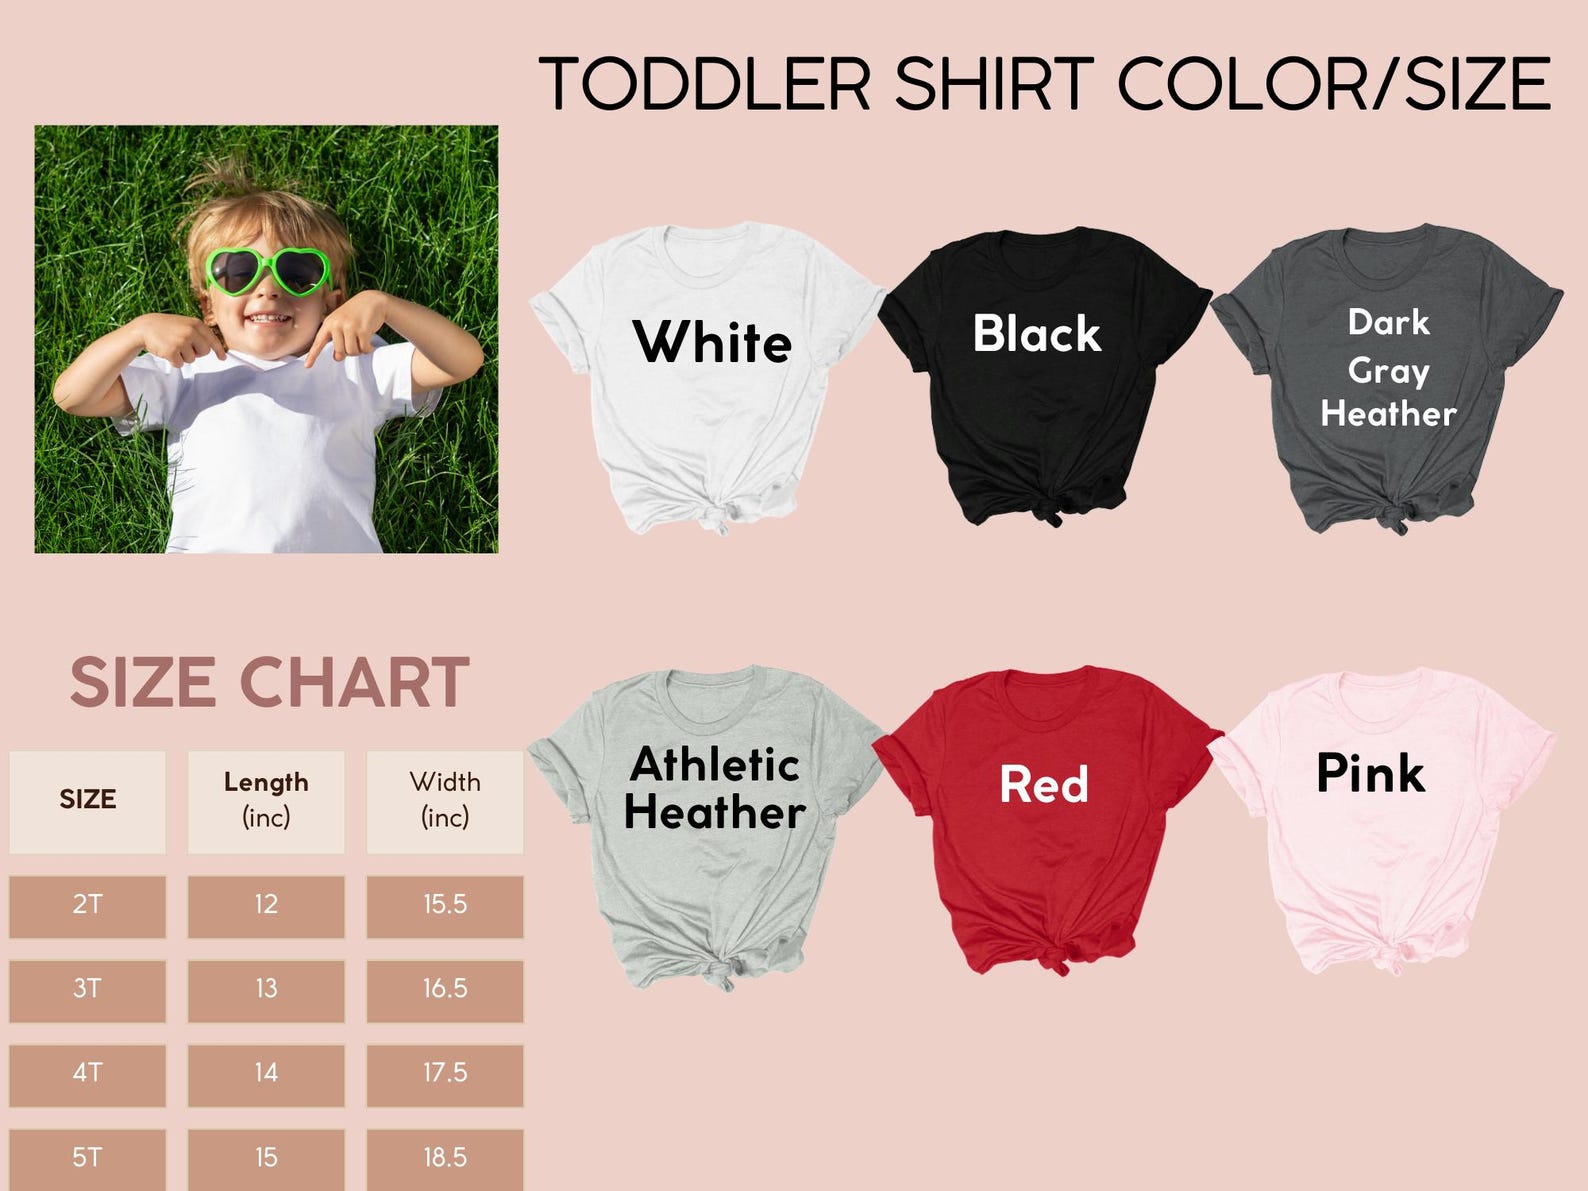 TODDLER SHIRT COLOR/SIZE
White
Black
Dark
Gray
Heather
Athletic
Heather
Red
Pink
SIZE CHART
SIZE
Length
(inc)
Width
(inc)
2T 12 15.5
3T 13 16.5
4T 14 17.5
5T 15 18.5